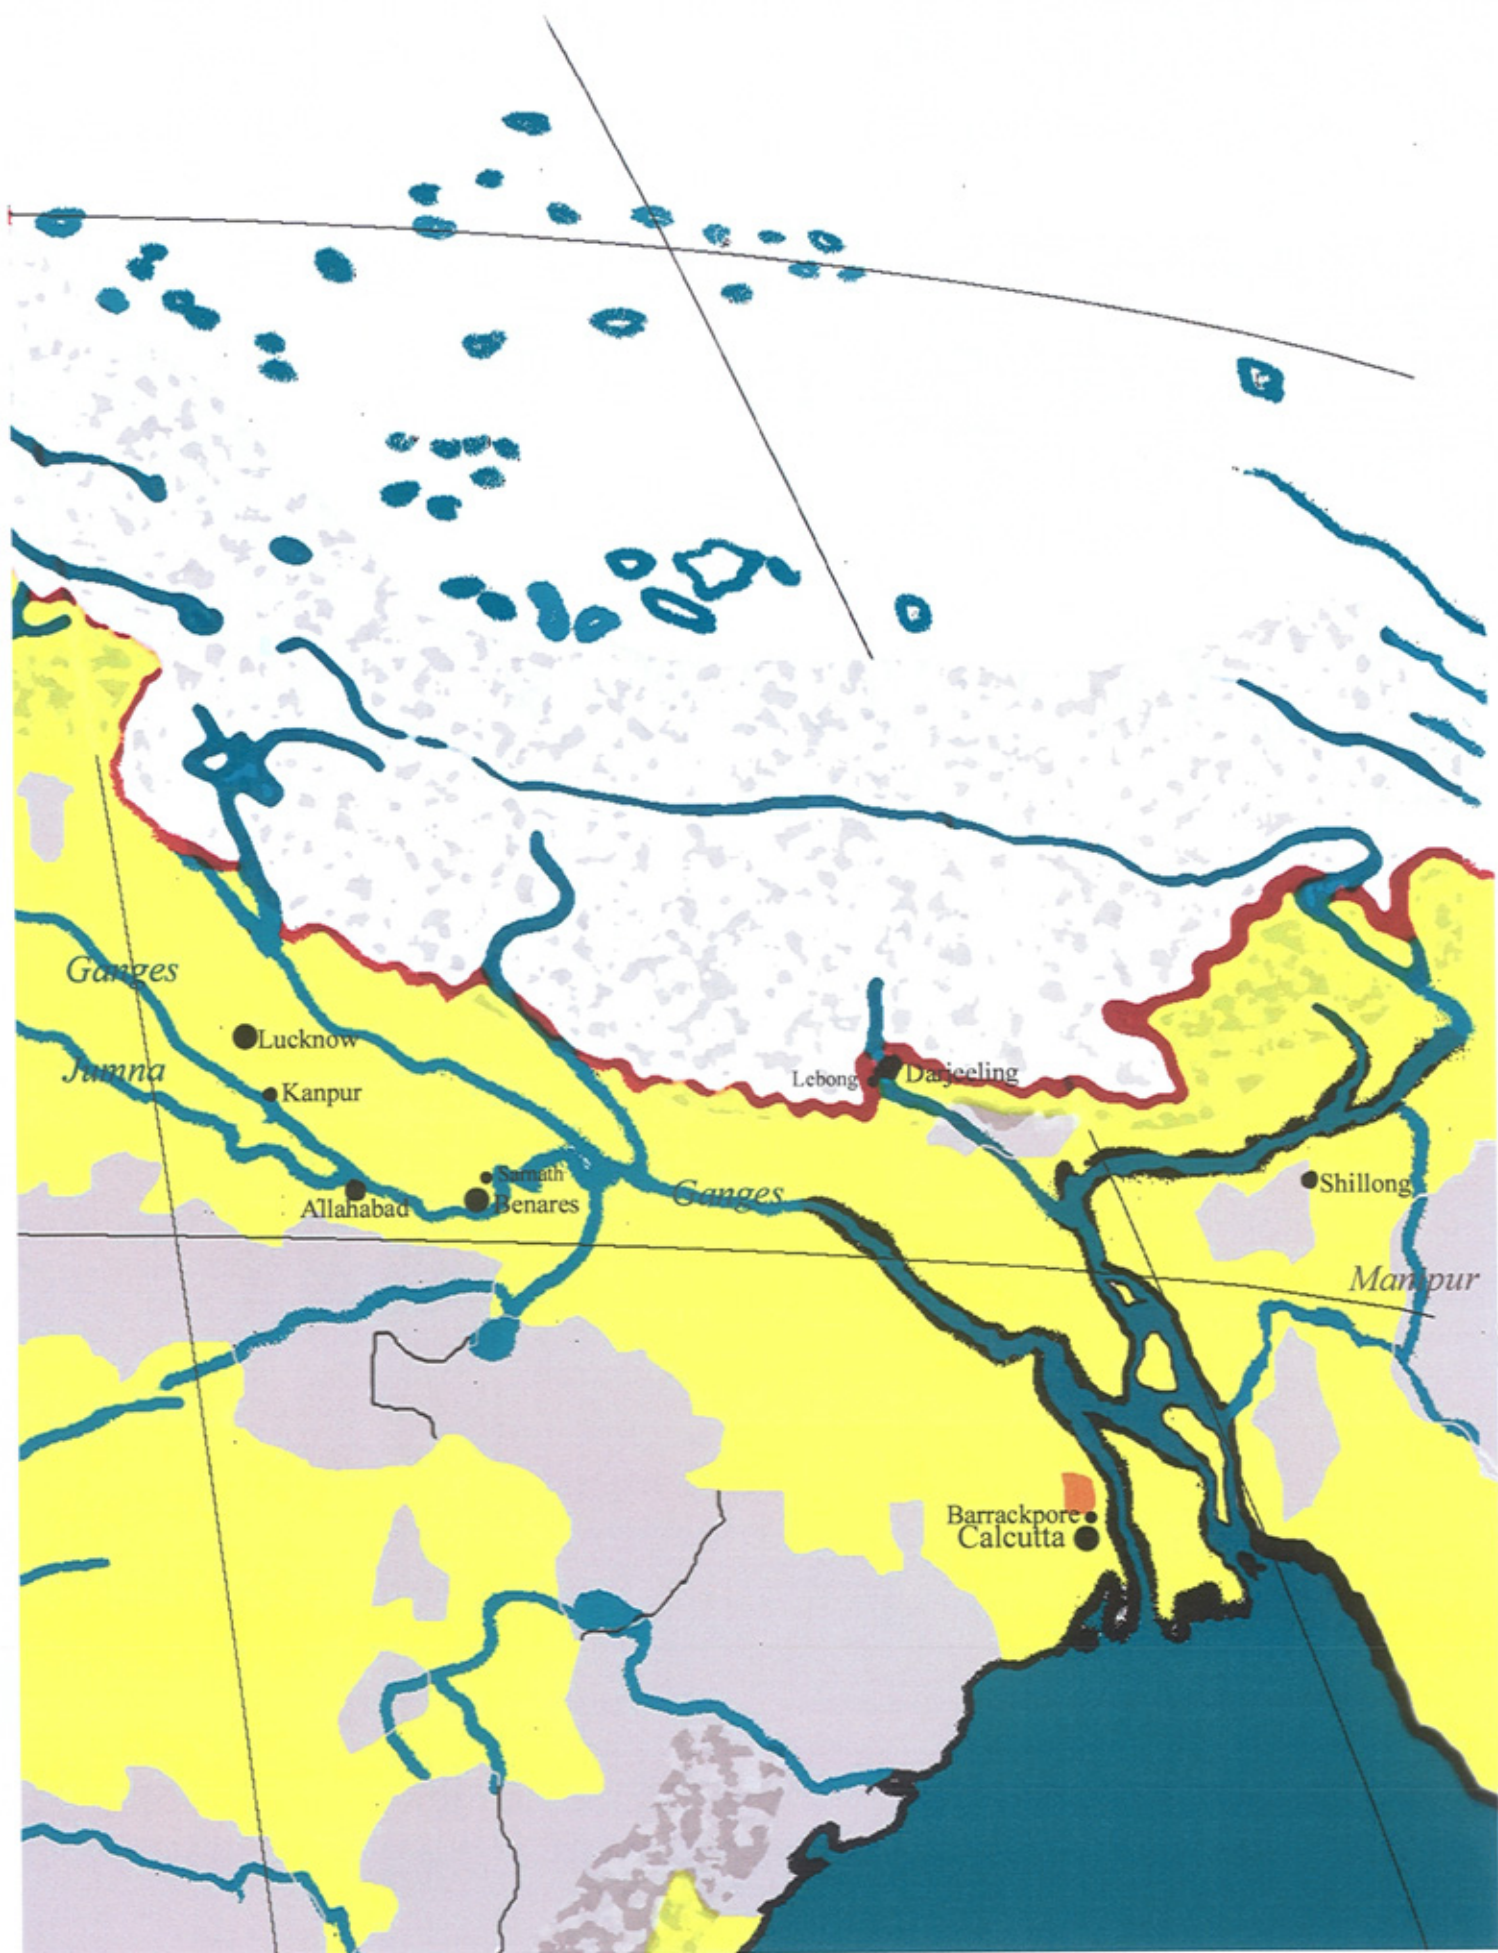 Ganges
Lucknow
Jumna
Lebong
Darjeeling
Kanpur
Sarnath
Shillong
Ganges
Allahabad
Benares
Manipur
Barrackpore
Calcutta